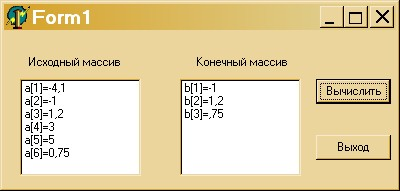 Form1
Исходный массив
Конечный массив
a[1]=-4,1
a[2]=-1
a[3]=1,2
a[4]=3
a[5]=5
a[6]=0,75
b[1]=-1
b[2]=1,2
b[3]=,75
Вычислить
Выход